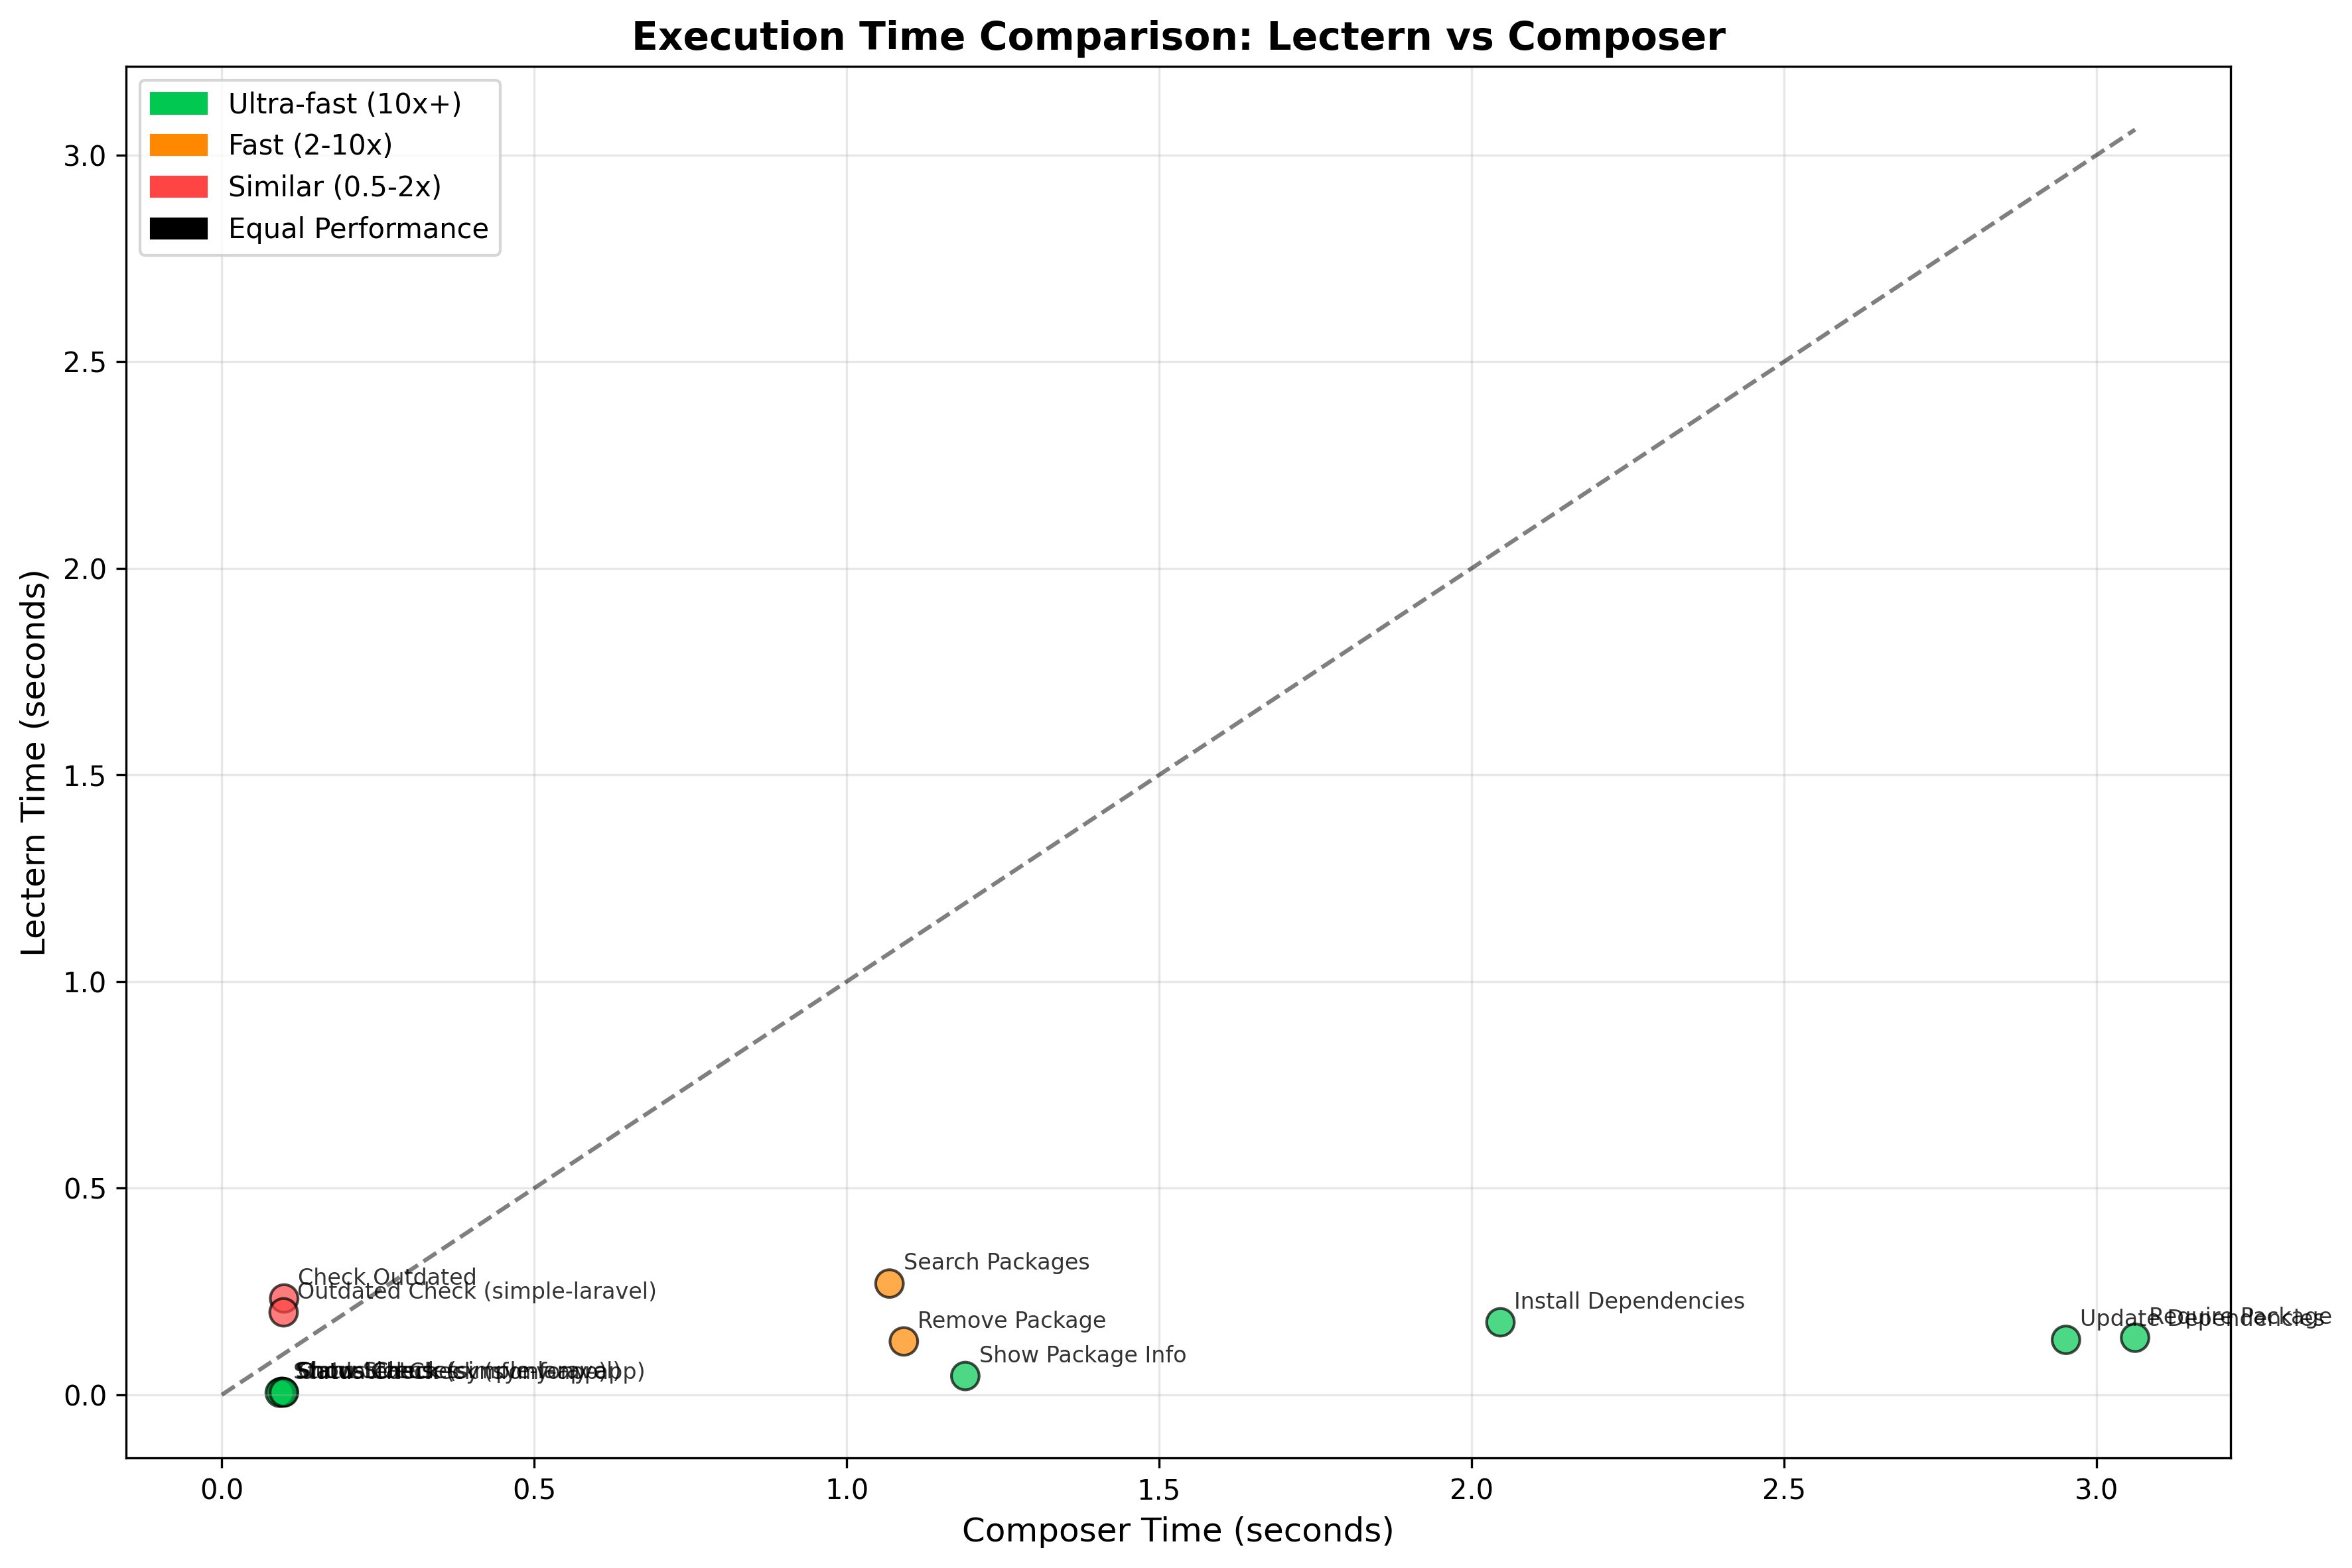 Execution Time Comparison: Lectern vs Composer
Ultra-fast (10x+)
Fast (2-10x)
Similar (0.5-2x)
Equal Performance
Lectern Time (seconds)
3.0
2.5
2.0
1.5
1.0
0.5
0.0
Search Packages
Check Outdated
Outdated Check (simple-laravel)
Install Dependencies
Remove Package
Update Dependencies
Require Package
Show Package Info
0.0
0.5
1.0
1.5
2.0
2.5
3.0
Composer Time (seconds)